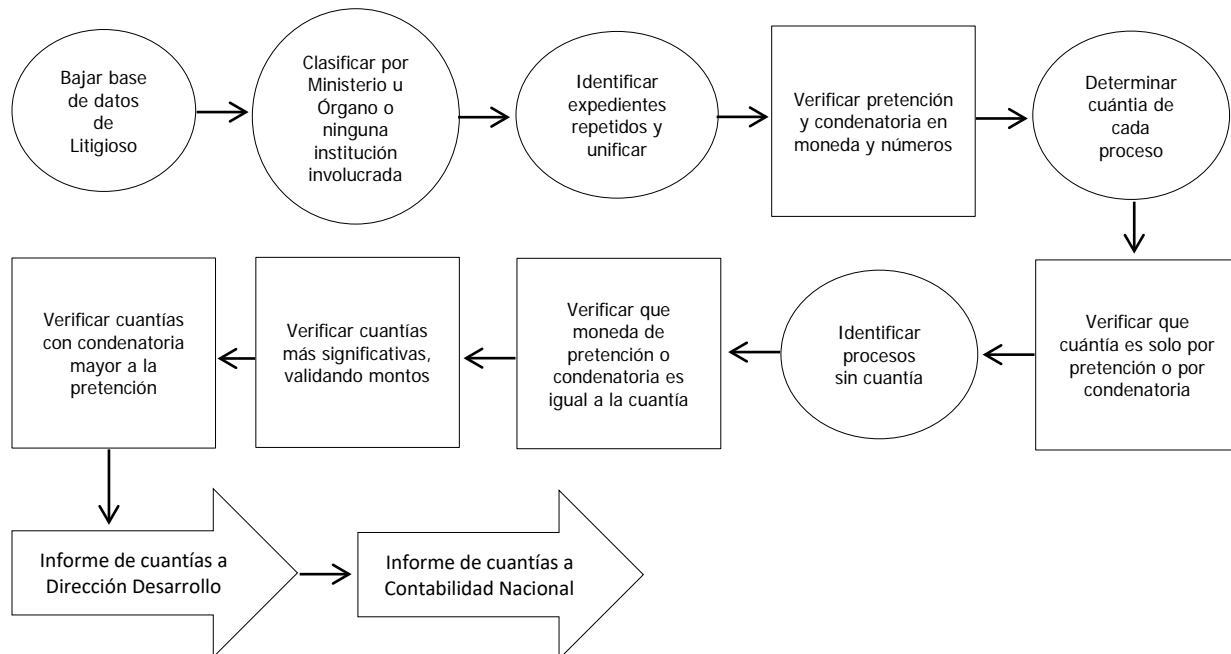 Bajar base
de datos
de
Litigioso
Clasificar por
Ministerio u
Órgano o
ninguna
institución
involucrada
Identificar
expedientes
repetidos y
unificar
Verificar pretención
y condenatoria en
moneda y números
Determinar
cuántia de
cada
proceso
Verificar que
cuántía es solo por
pretención o por
condenatoria
Identificar
procesos
sin cuantía
Verificar que
moneda de
pretención o
condenatoria es
igual a la cuantía
Verificar cuantías
más significativas,
validando montos
Verificar cuantías
con condenatoria
mayor a la
pretención
Informe de cuantías a
Dirección Desarrollo
Informe de cuantías a
Contabilidad Nacional